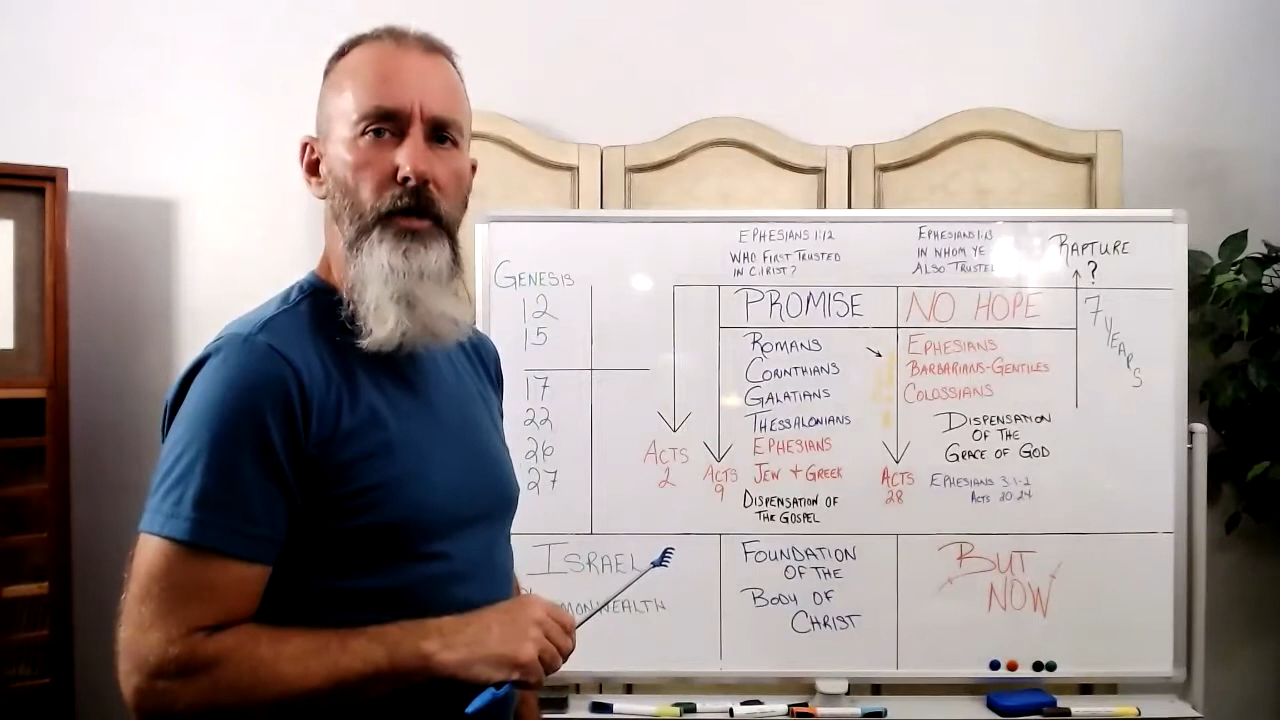 GENESIS
12
15
17
22
26
27
EPHESIANS 1:12
WHO FIRST TRUSTED
IN CHRIST?
EPHESIANS 1:13
IN WHOM YE
ALSO TRUSTED
RAPTURE
?
PROMISE
NO HOPE
7 YEARS
ROMANS
CORINTHIANS
GALATIANS
THESSALONIANS
EPHESIANS
JEW + GREEK
DISPENSATION OF
THE GOSPEL
EPHESIANS
BARBARIANS-GENTILES
COLOSSIANS
DISPENSATION
OF THE
GRACE OF GOD
EPHESIANS 3:1-2
ACTS 20:24
ACTS
2
ACTS
9
ACTS
28
ISRAEL
FOUNDATION
OF THE
BODY OF
CHRIST
BUT
NOW